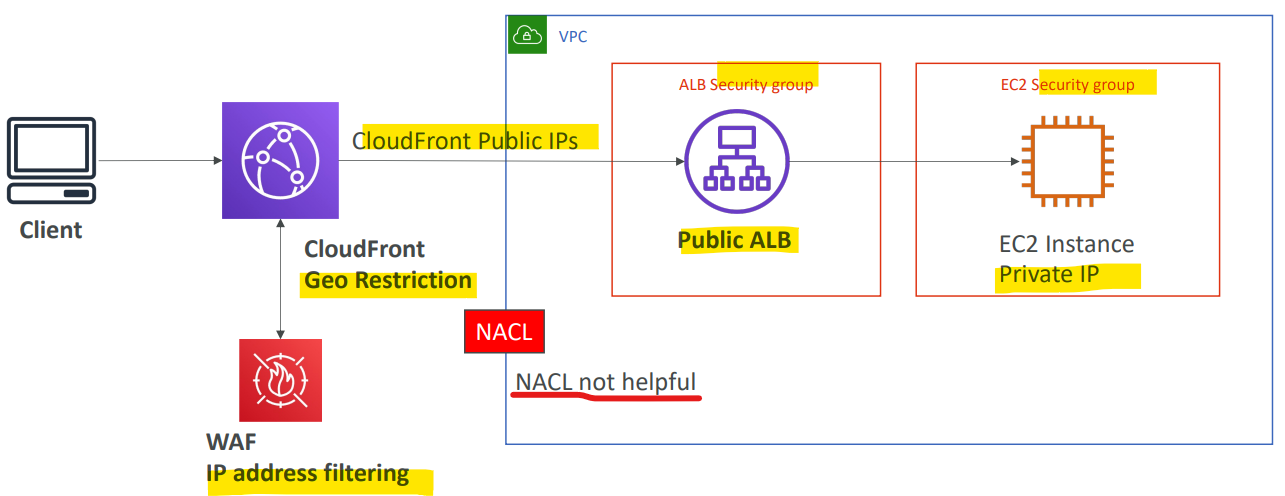 VPC
ALB Security group
EC2 Security group
CloudFront Public IPs
Client
Public ALB
EC2 Instance
Private IP
CloudFront
Geo Restriction
NACL
NACL not helpful
WAF
IP address filtering